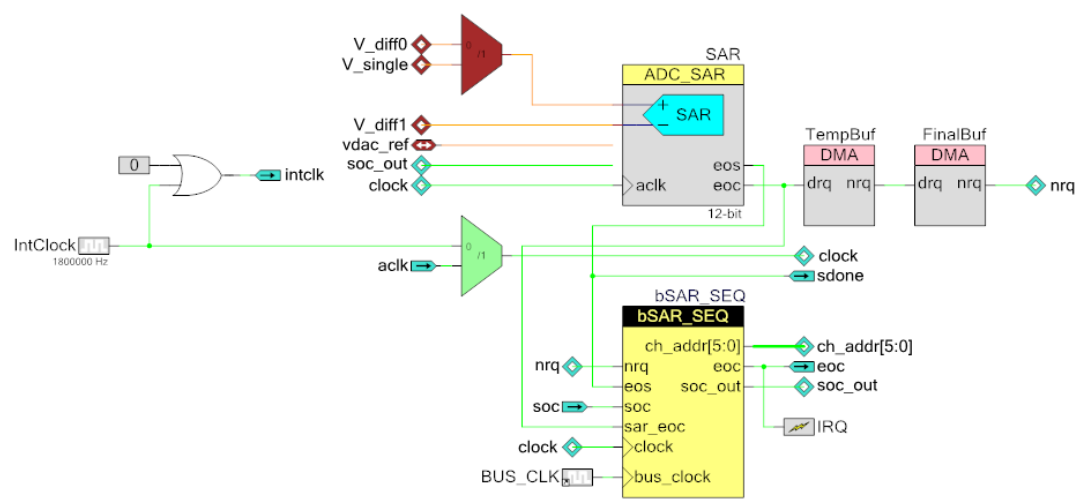 SAR
V_diff0
0
/1
V_single
ADC_SAR
SAR
+
V_diff1
−
TempBuf
FinalBuf
vdac_ref
DMA
DMA
0
soc_out
eos
intclk
clock
aclk
eoc
drq nrq
drq nrq
nrq
12-bit
IntClock
1800000 Hz
0
/1
clock
aclk
sdone
bSAR_SEQ
bSAR_SEQ
ch_addr[5:0]
ch_addr[5:0]
nrq
nrq
eoc
eoc
eos
soc_out
soc_out
soc
soc
sar_eoc
IRQ
clock
clock
BUS_CLK
bus_clock